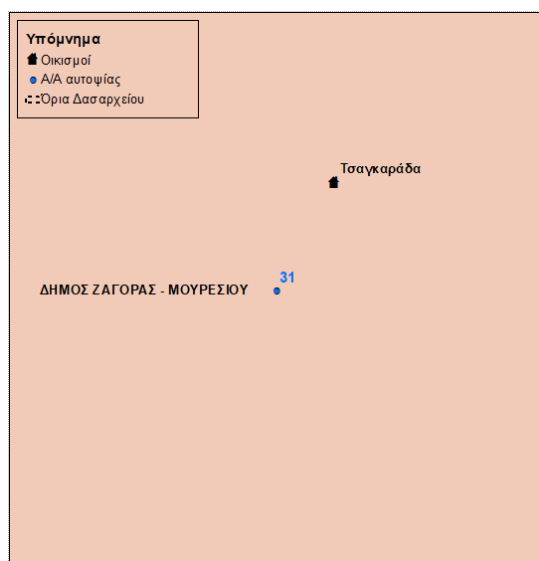 Υπόμνημα
Οικισμοί
Α/Α αυτοψίας
Όρια Δασαρχείου
Τσαγκαράδα
31
ΔΗΜΟΣ ΖΑΓΟΡΑΣ - ΜΟΥΡΕΣΙΟΥ